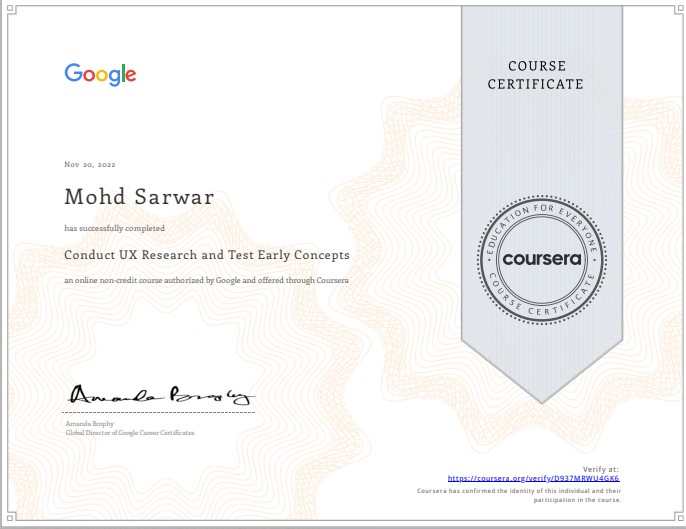 Google
COURSE
CERTIFICATE
Nov 20, 2022
Mohd Sarwar
has successfully completed
Conduct UX Research and Test Early Concepts
an online non-credit course authorized by Google and offered through Coursera
EDUCATION FOR EVERYONE
coursera
COURSE CERTIFICATE
Amanda Brophy
Amanda Brophy
Global Director of Google Career Certificates
Verify at:
https://coursera.org/verify/D937MRWU4GK6
Coursera has confirmed the identity of this individual and their
participation in the course.